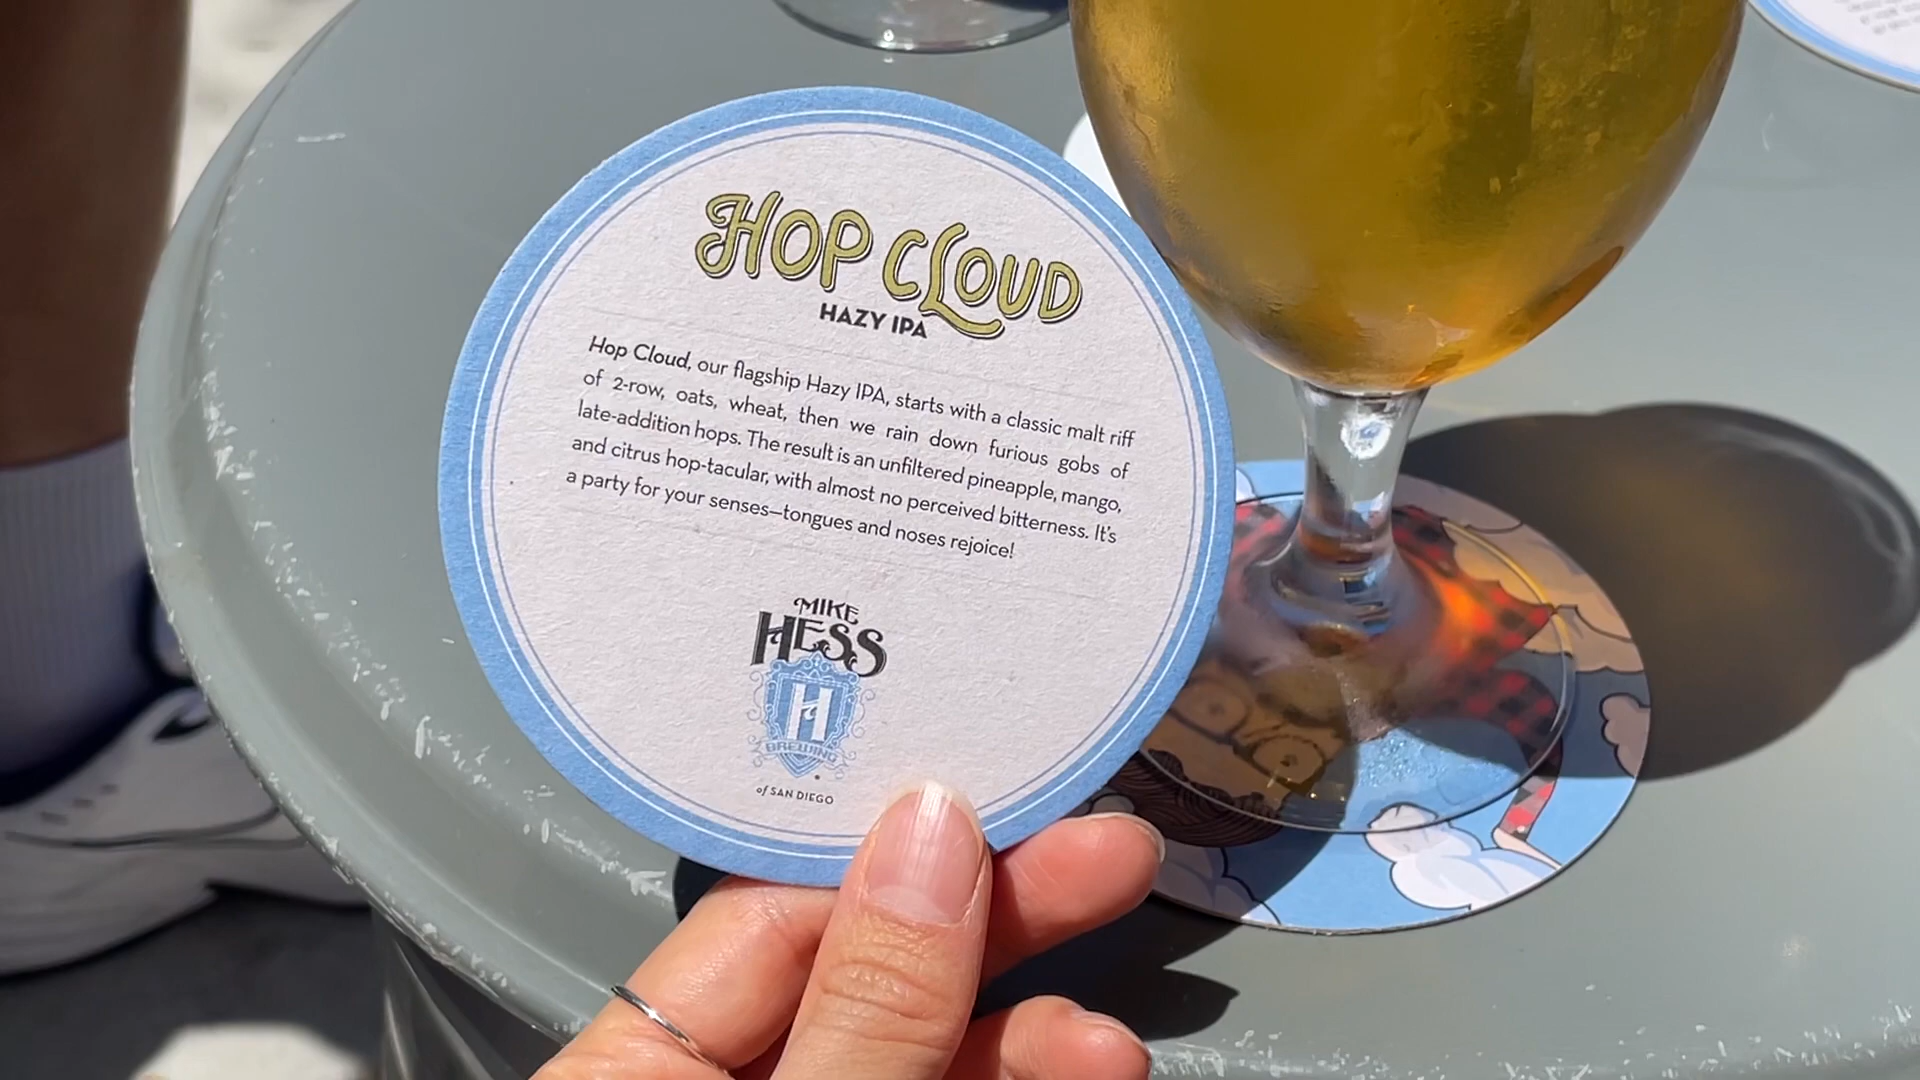 HOP CLOUD
HAZY IPA
Hop Cloud, our flagship Hazy IPA, starts with a classic malt riff
of 2-row, oats, wheat, then we rain down furious gobs of
late-addition hops. The result is an unfiltered pineapple, mango,
and citrus hop-tacular, with almost no perceived bitterness. It's
a party for your senses—tongues and noses rejoice!
MIKE
HESS
H
BREWING
of SAN DIEGO